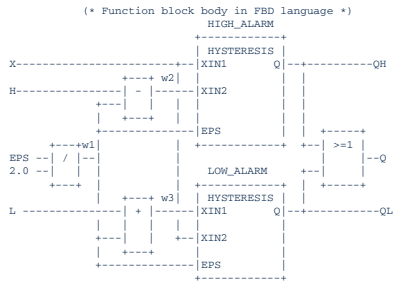 (* Function block body in FBD language *)
HIGH_ALARM
HYSTERESIS
X XIN1 Q QH
w2
H - XIN2
EPS
w1 >=1
EPS / Q
2.0 LOW_ALARM
w3 HYSTERESIS
L + XIN1 Q QL
XIN2
EPS